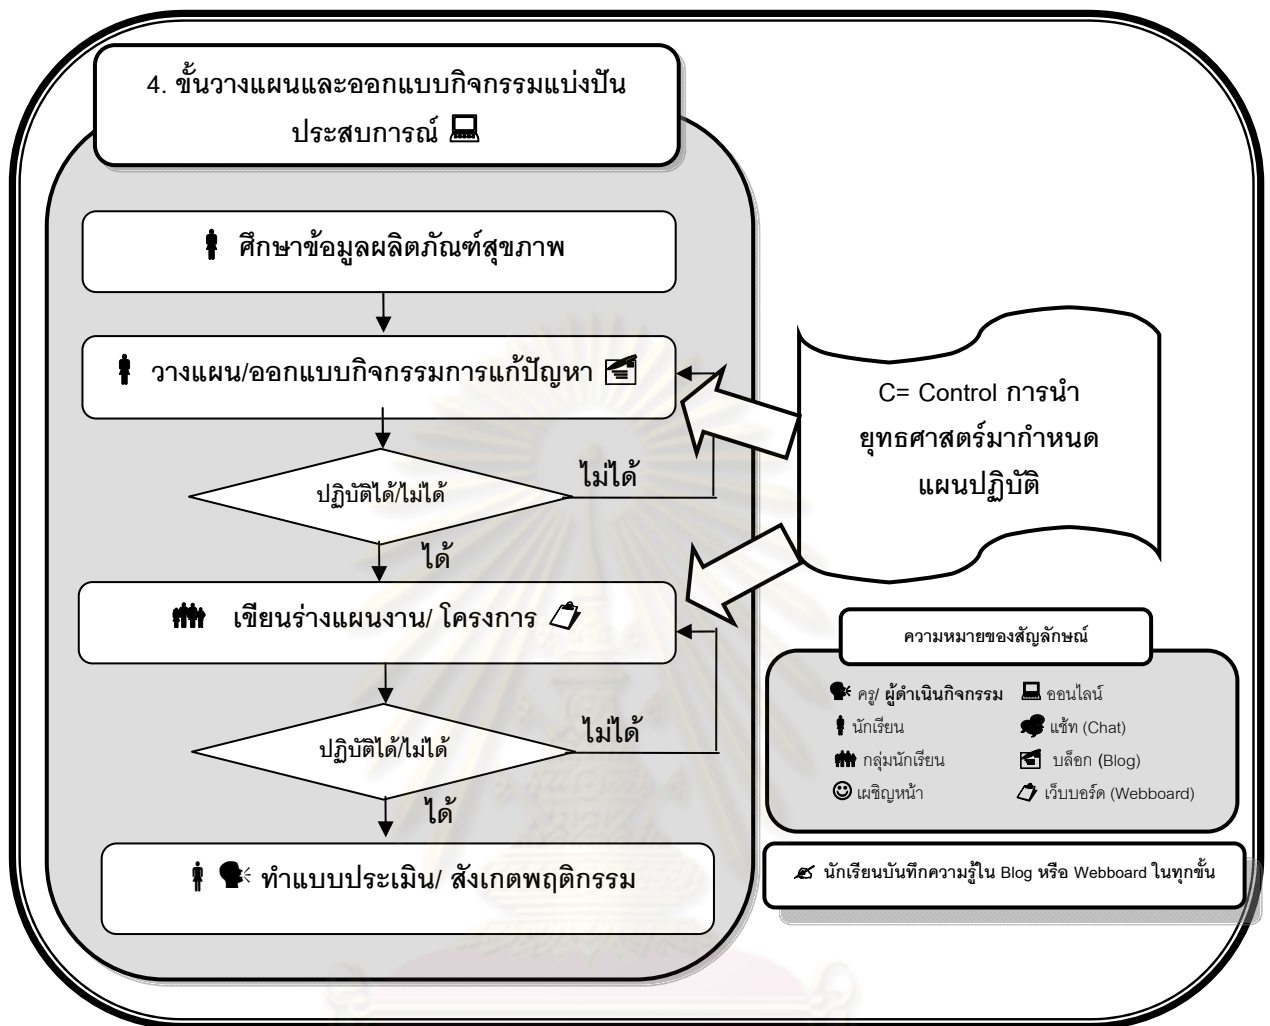 4. ขั้นวางแผนและออกแบบกิจกรรมแบ่งปัน
ประสบการณ์
ศึกษาข้อมูลผลิตภัณฑ์สุขภาพ
วางแผน/ออกแบบกิจกรรมการแก้ปัญหา
ปฏิบัติได้/ไม่ได้
ไม่ได้
ได้
เขียนร่างแผนงาน/ โครงการ
ปฏิบัติได้/ไม่ได้
ไม่ได้
ได้
ทำแบบประเมิน/ สังเกตพฤติกรรม
C= Control การนำ
ยุทธศาสตร์มากำหนด
แผนปฏิบัติ
ความหมายของสัญลักษณ์
ครู/ ผู้ดำเนินกิจกรรม
ออนไลน์
นักเรียน
แช้ท (Chat)
กลุ่มนักเรียน
บล็อก (Blog)
เผชิญหน้า
เว็บบอร์ด (Webboard)
นักเรียนบันทึกความรู้ใน Blog หรือ Webboard ในทุกขั้น